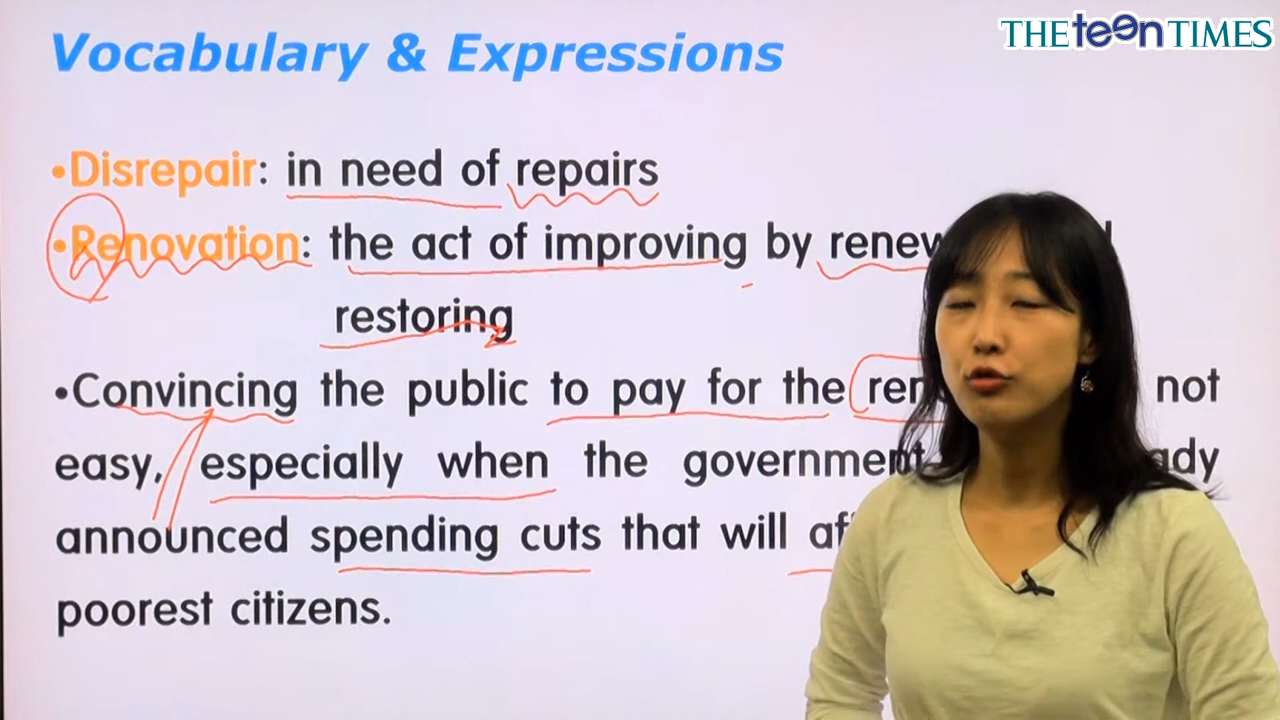 THE teen TIMES
Vocabulary & Expressions
•Disrepair: in need of repairs
•Renovation: the act of improving by
restoring
•Convincing the public to pay for the not
easy, especially when the government
announced spending cuts that will
poorest citizens.